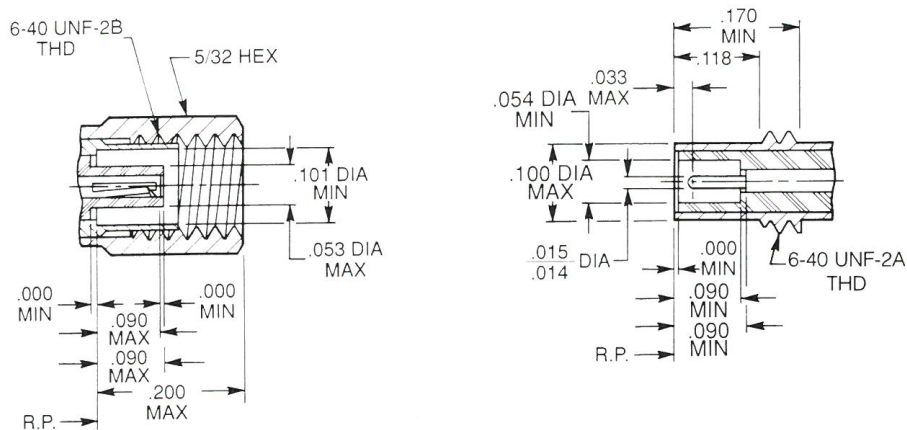 6-40 UNF-2B
THD
5/32 HEX
.101 DIA
MIN
.053 DIA
MAX
.000
MIN
.000
MIN
.090
MAX
.090
MAX
.200
MAX
R.P.
.170
MIN
.118
.033
MAX
.054 DIA
MIN
.100 DIA
MAX
.015
.014 DIA
.000
MIN
6-40 UNF-2A
THD
.090
MIN
.090
MIN
R.P.